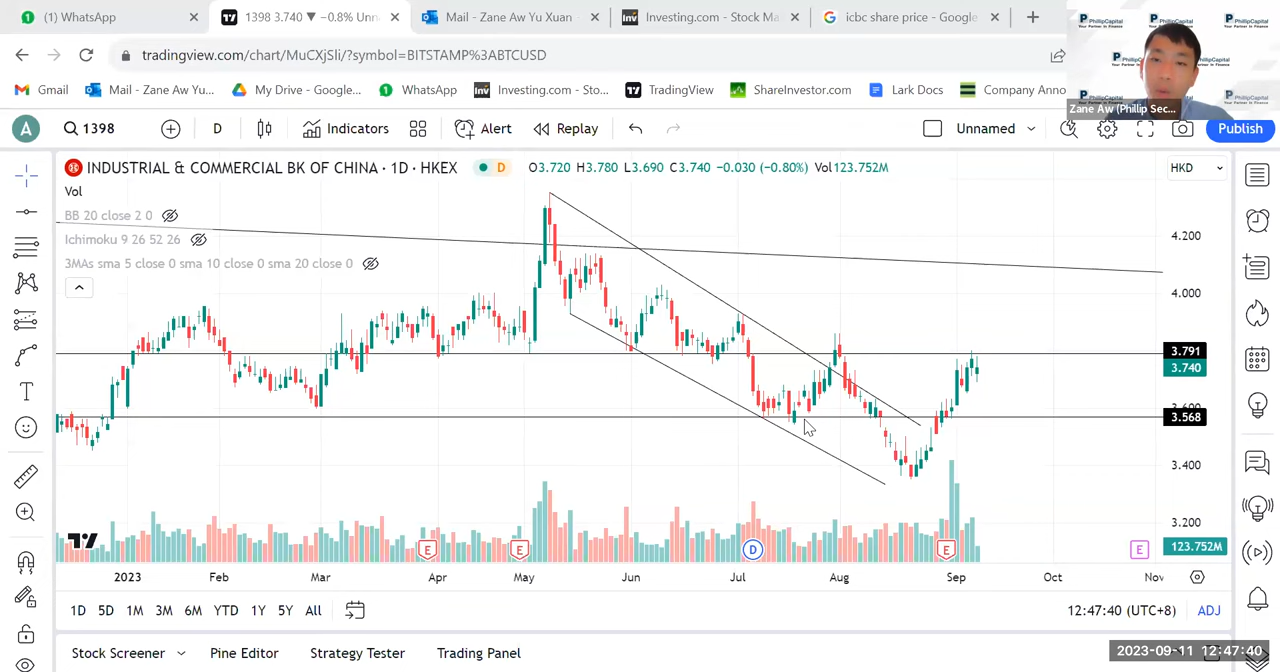 (1) WhatsApp
1398 3.740 ▼ −0.8% Unn
Mail - Zane Aw Yu Xuan
Investing.com - Stock Ma
icbc share price - Google
tradingview.com/chart/MuCXjSli/?symbol=BITSTAMP%3ABTCUSD
Gmail
Mail - Zane Aw Yu...
My Drive - Google...
WhatsApp
Investing.com - Sto...
TradingView
ShareInvestor.com
Lark Docs
Company Anno
PhillipCapital
Your Partner In Finance
Zane Aw (Phillip Sec...
A
1398
D
Indicators
Alert
Replay
Unnamed
Publish
INDUSTRIAL & COMMERCIAL BK OF CHINA · 1D · HKEX
D
O3.720 H3.780 L3.690 C3.740 −0.030 (−0.80%) Vol123.752M
HKD
Vol
BB 20 close 2 0
Ichimoku 9 26 52 26
3MAs sma 5 close 0 sma 10 close 0 sma 20 close 0
4.200
4.000
3.791
3.740
3.600
3.568
3.400
3.200
123.752M
E
E
D
E
E
2023 Feb Mar Apr May Jun Jul Aug Sep Oct Nov
1D 5D 1M 3M 6M YTD 1Y 5Y All
12:47:40 (UTC+8)
ADJ
Stock Screener
Pine Editor
Strategy Tester
Trading Panel
2023-09-11 12:47:40